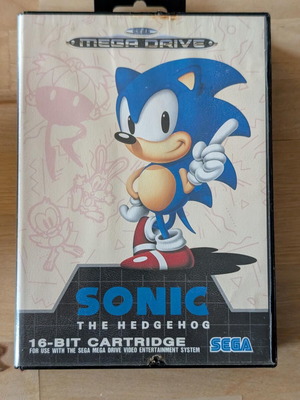 SEGA
MEGA DRIVE
SONIC
THE HEDGEHOG
16-BIT CARTRIDGE
FOR USE WITH THE SEGA MEGA DRIVE VIDEO ENTERTAINMENT SYSTEM
SEGA